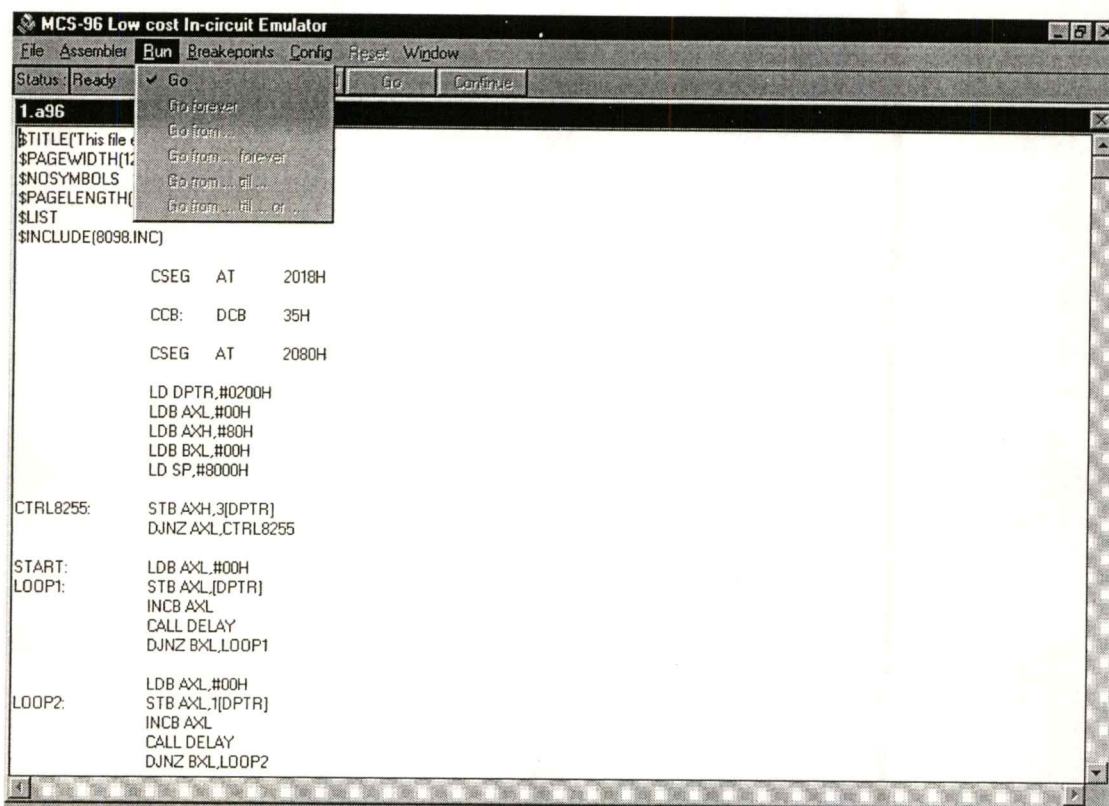 MCS-96 Low cost In-circuit Emulator
File Assembler Run Breakepoints Config Reset Window
Status : Ready Go Continue
Go
Go forever
Go from ...
Go from ... forever
Go from ... till ...
Go from ... till ... or ...
1.a96
$TITLE('This file
$PAGEWIDTH(12
$NOSYMBOLS
$PAGELENGTH(
$LIST
$INCLUDE(8098.INC)
CSEG AT 2018H
CCB: DCB 35H
CSEG AT 2080H
LD DPTR,#0200H
LDB AXL,#00H
LDB AXH,#80H
LDB BXL,#00H
LD SP,#8000H
CTRL8255: STB AXH,3[DPTR]
DJNZ AXL,CTRL8255
START: LDB AXL,#00H
LOOP1: STB AXL,[DPTR]
INCB AXL
CALL DELAY
DJNZ BXL,LOOP1
LDB AXL,#00H
LOOP2: STB AXL,1[DPTR]
INCB AXL
CALL DELAY
DJNZ BXL,LOOP2